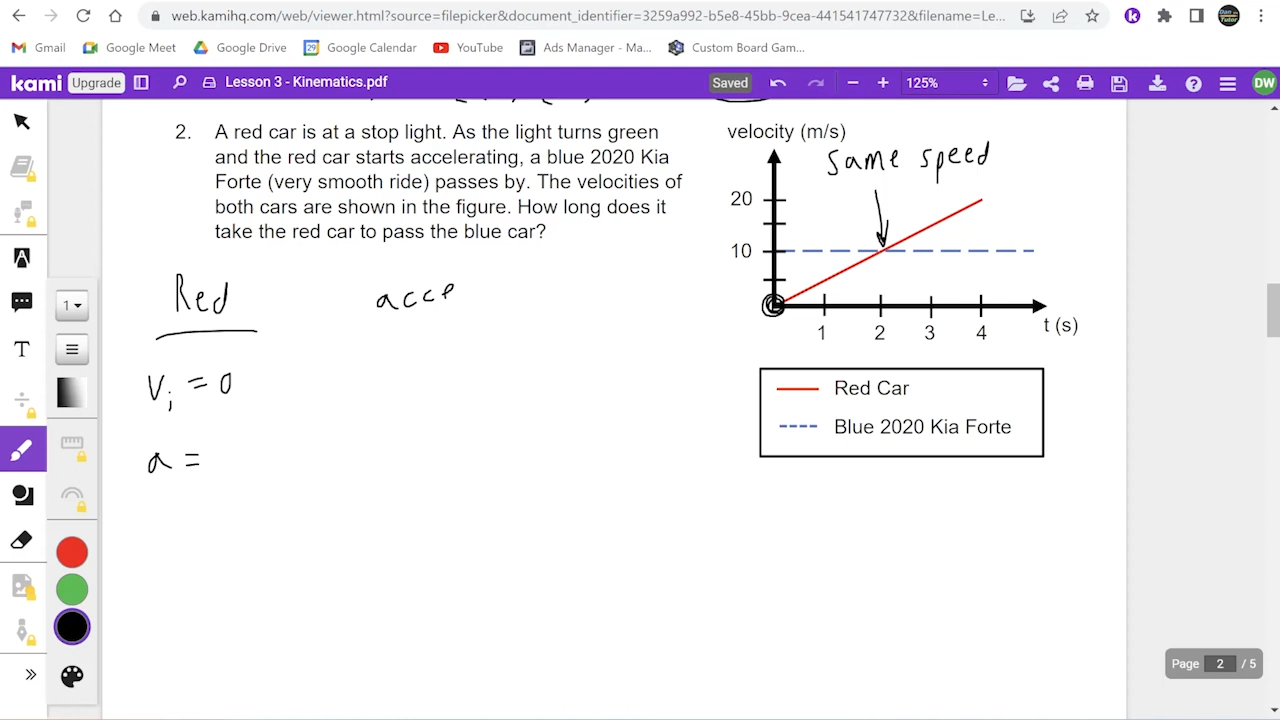 web.kamihq.com/web/viewer.html?source=filepicker&document_identifier=3259a992-b5e8-45bb-92ea-441541747732&filename=Le...
Gmail Google Meet Google Drive Google Calendar YouTube Ads Manager - Ma... Custom Board Gam...
kami Upgrade Lesson 3 - Kinematics.pdf Saved 125% DW
2. A red car is at a stop light. As the light turns green
and the red car starts accelerating, a blue 2020 Kia
Forte (very smooth ride) passes by. The velocities of
both cars are shown in the figure. How long does it
take the red car to pass the blue car?
velocity (m/s)
same speed
20
10
1 2 3 4
t (s)
Red Car
Blue 2020 Kia Forte
Red
acce
vi = 0
a =
1
Page 2 / 5